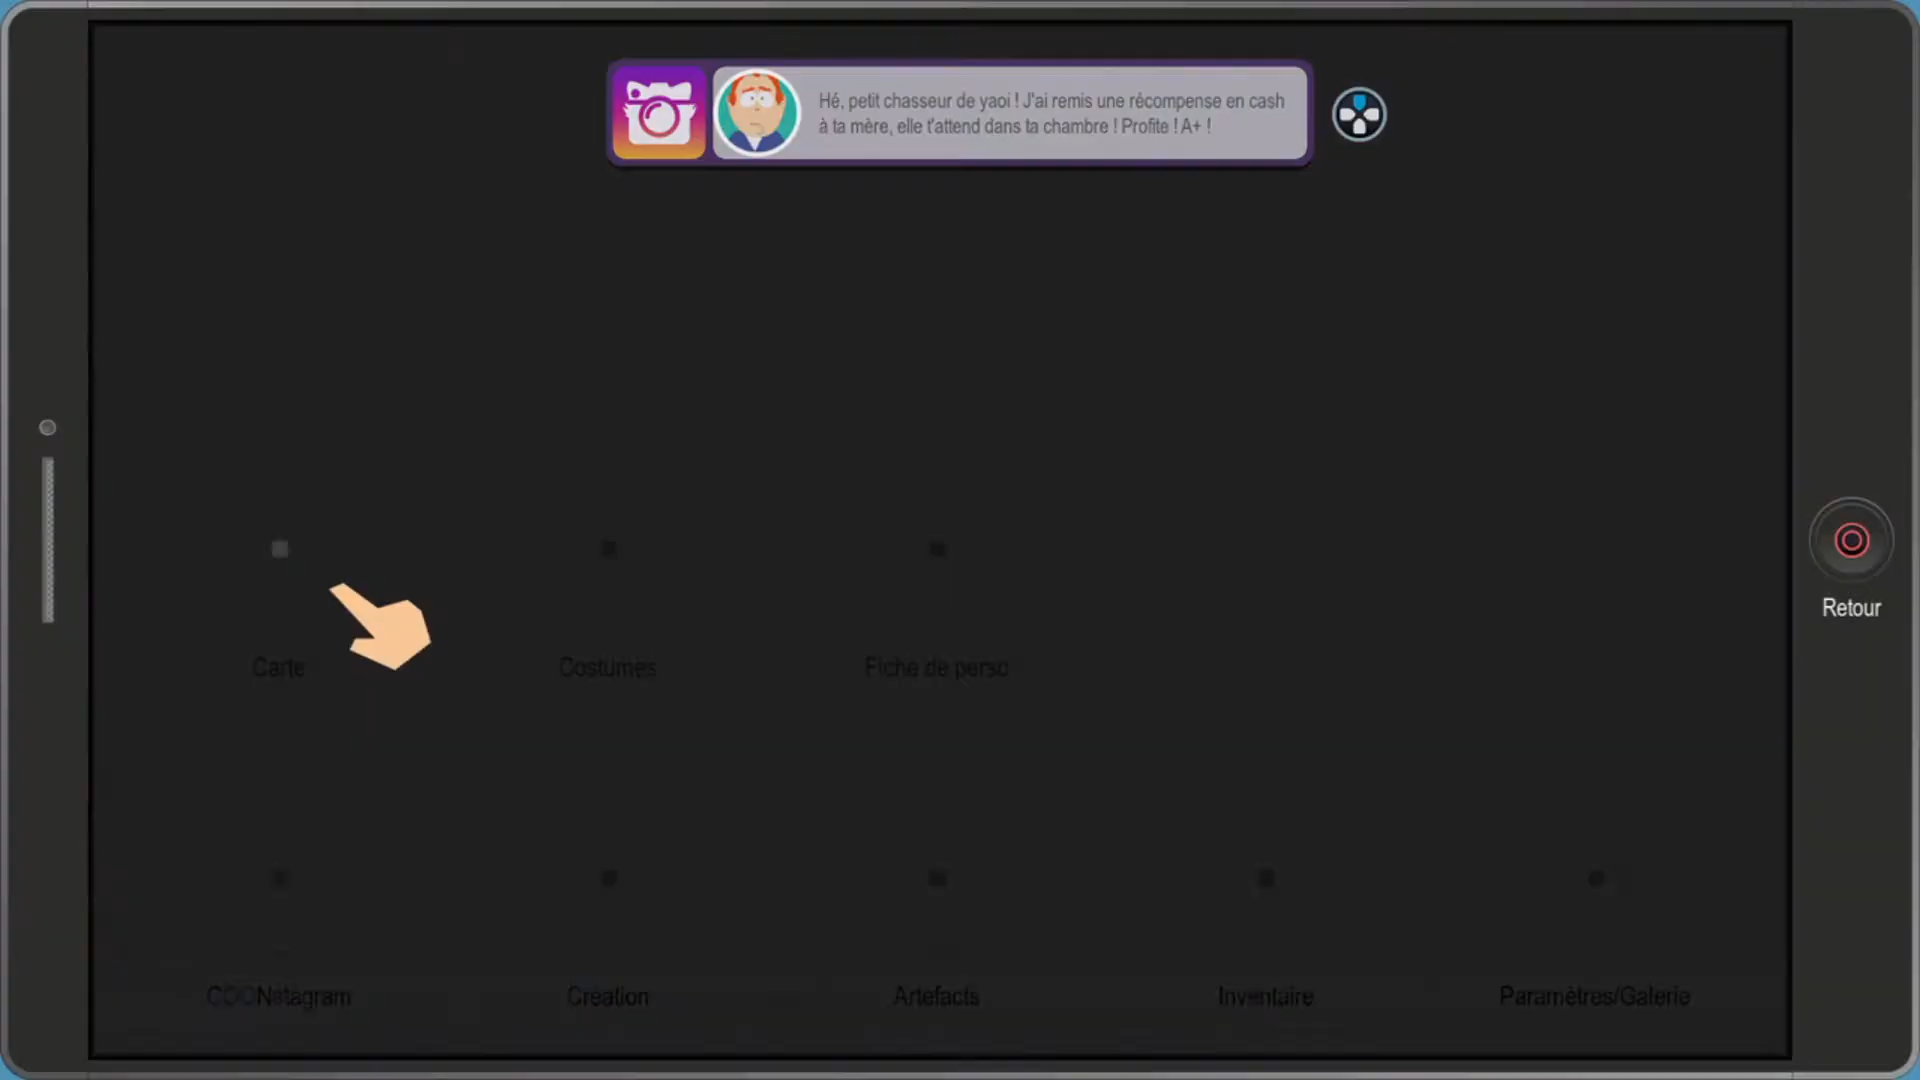 Hé, petit chasseur de yaoi ! J'ai remis une récompense en cash
à ta mère, elle t'attend dans ta chambre ! Profite ! A+ !
Retour
Carte
Costumes
Fiche de perso
COONstagram
Création
Artefacts
Inventaire
Paramètres/Galerie